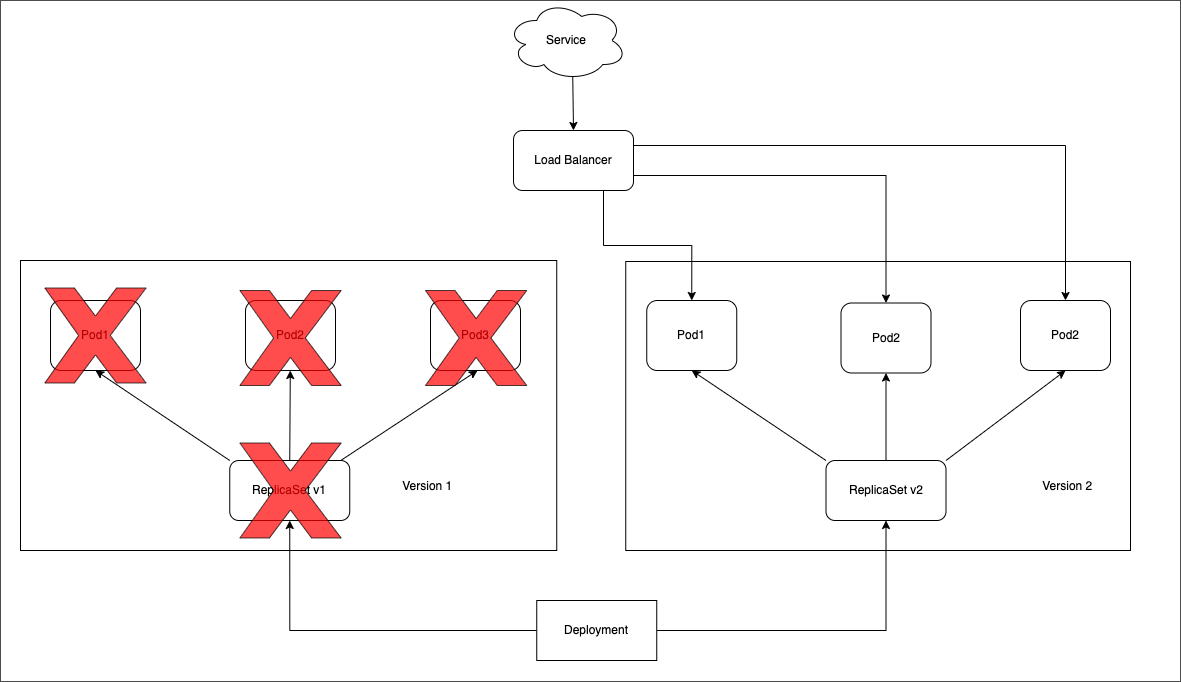 Service
Load Balancer
Pod1
Pod2
Pod3
Pod1
Pod2
Pod2
ReplicaSet v1
Version 1
ReplicaSet v2
Version 2
Deployment